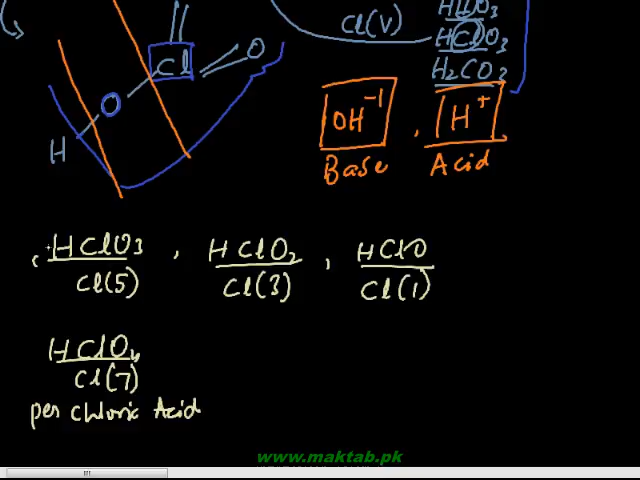 HClO3
Cl(V)
HClO3
H2CO3
Cl
O
O
H
OH-1 , H+
Base Acid
HClO3 , HClO2 , HClO
Cl(5) Cl(3) Cl(1)
HClO4
Cl(7)
per chloric Acid
www.maktab.pk